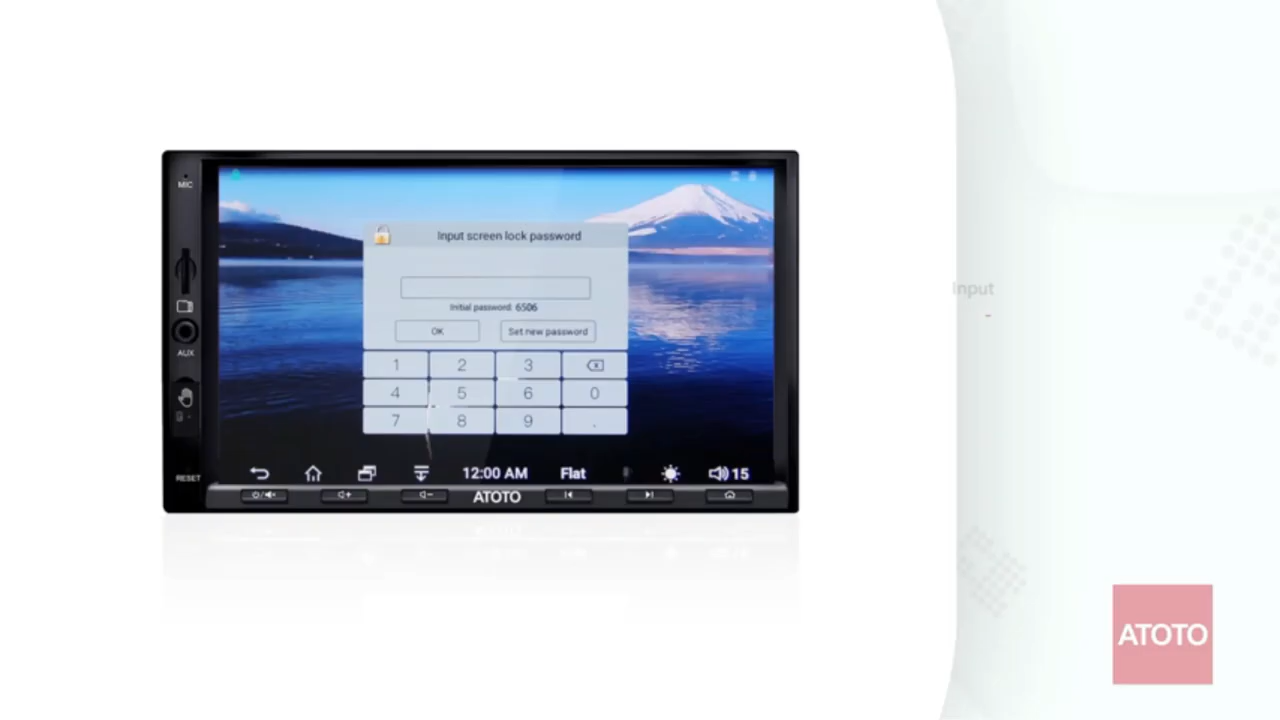 MIC
Input screen lock password
Initial password: 6506
OK
Set new password
1 2 3
4 5 6 0
7 8 9 .
AUX
RESET
12:00 AM
Flat
15
ATOTO
Input
-
ATOTO